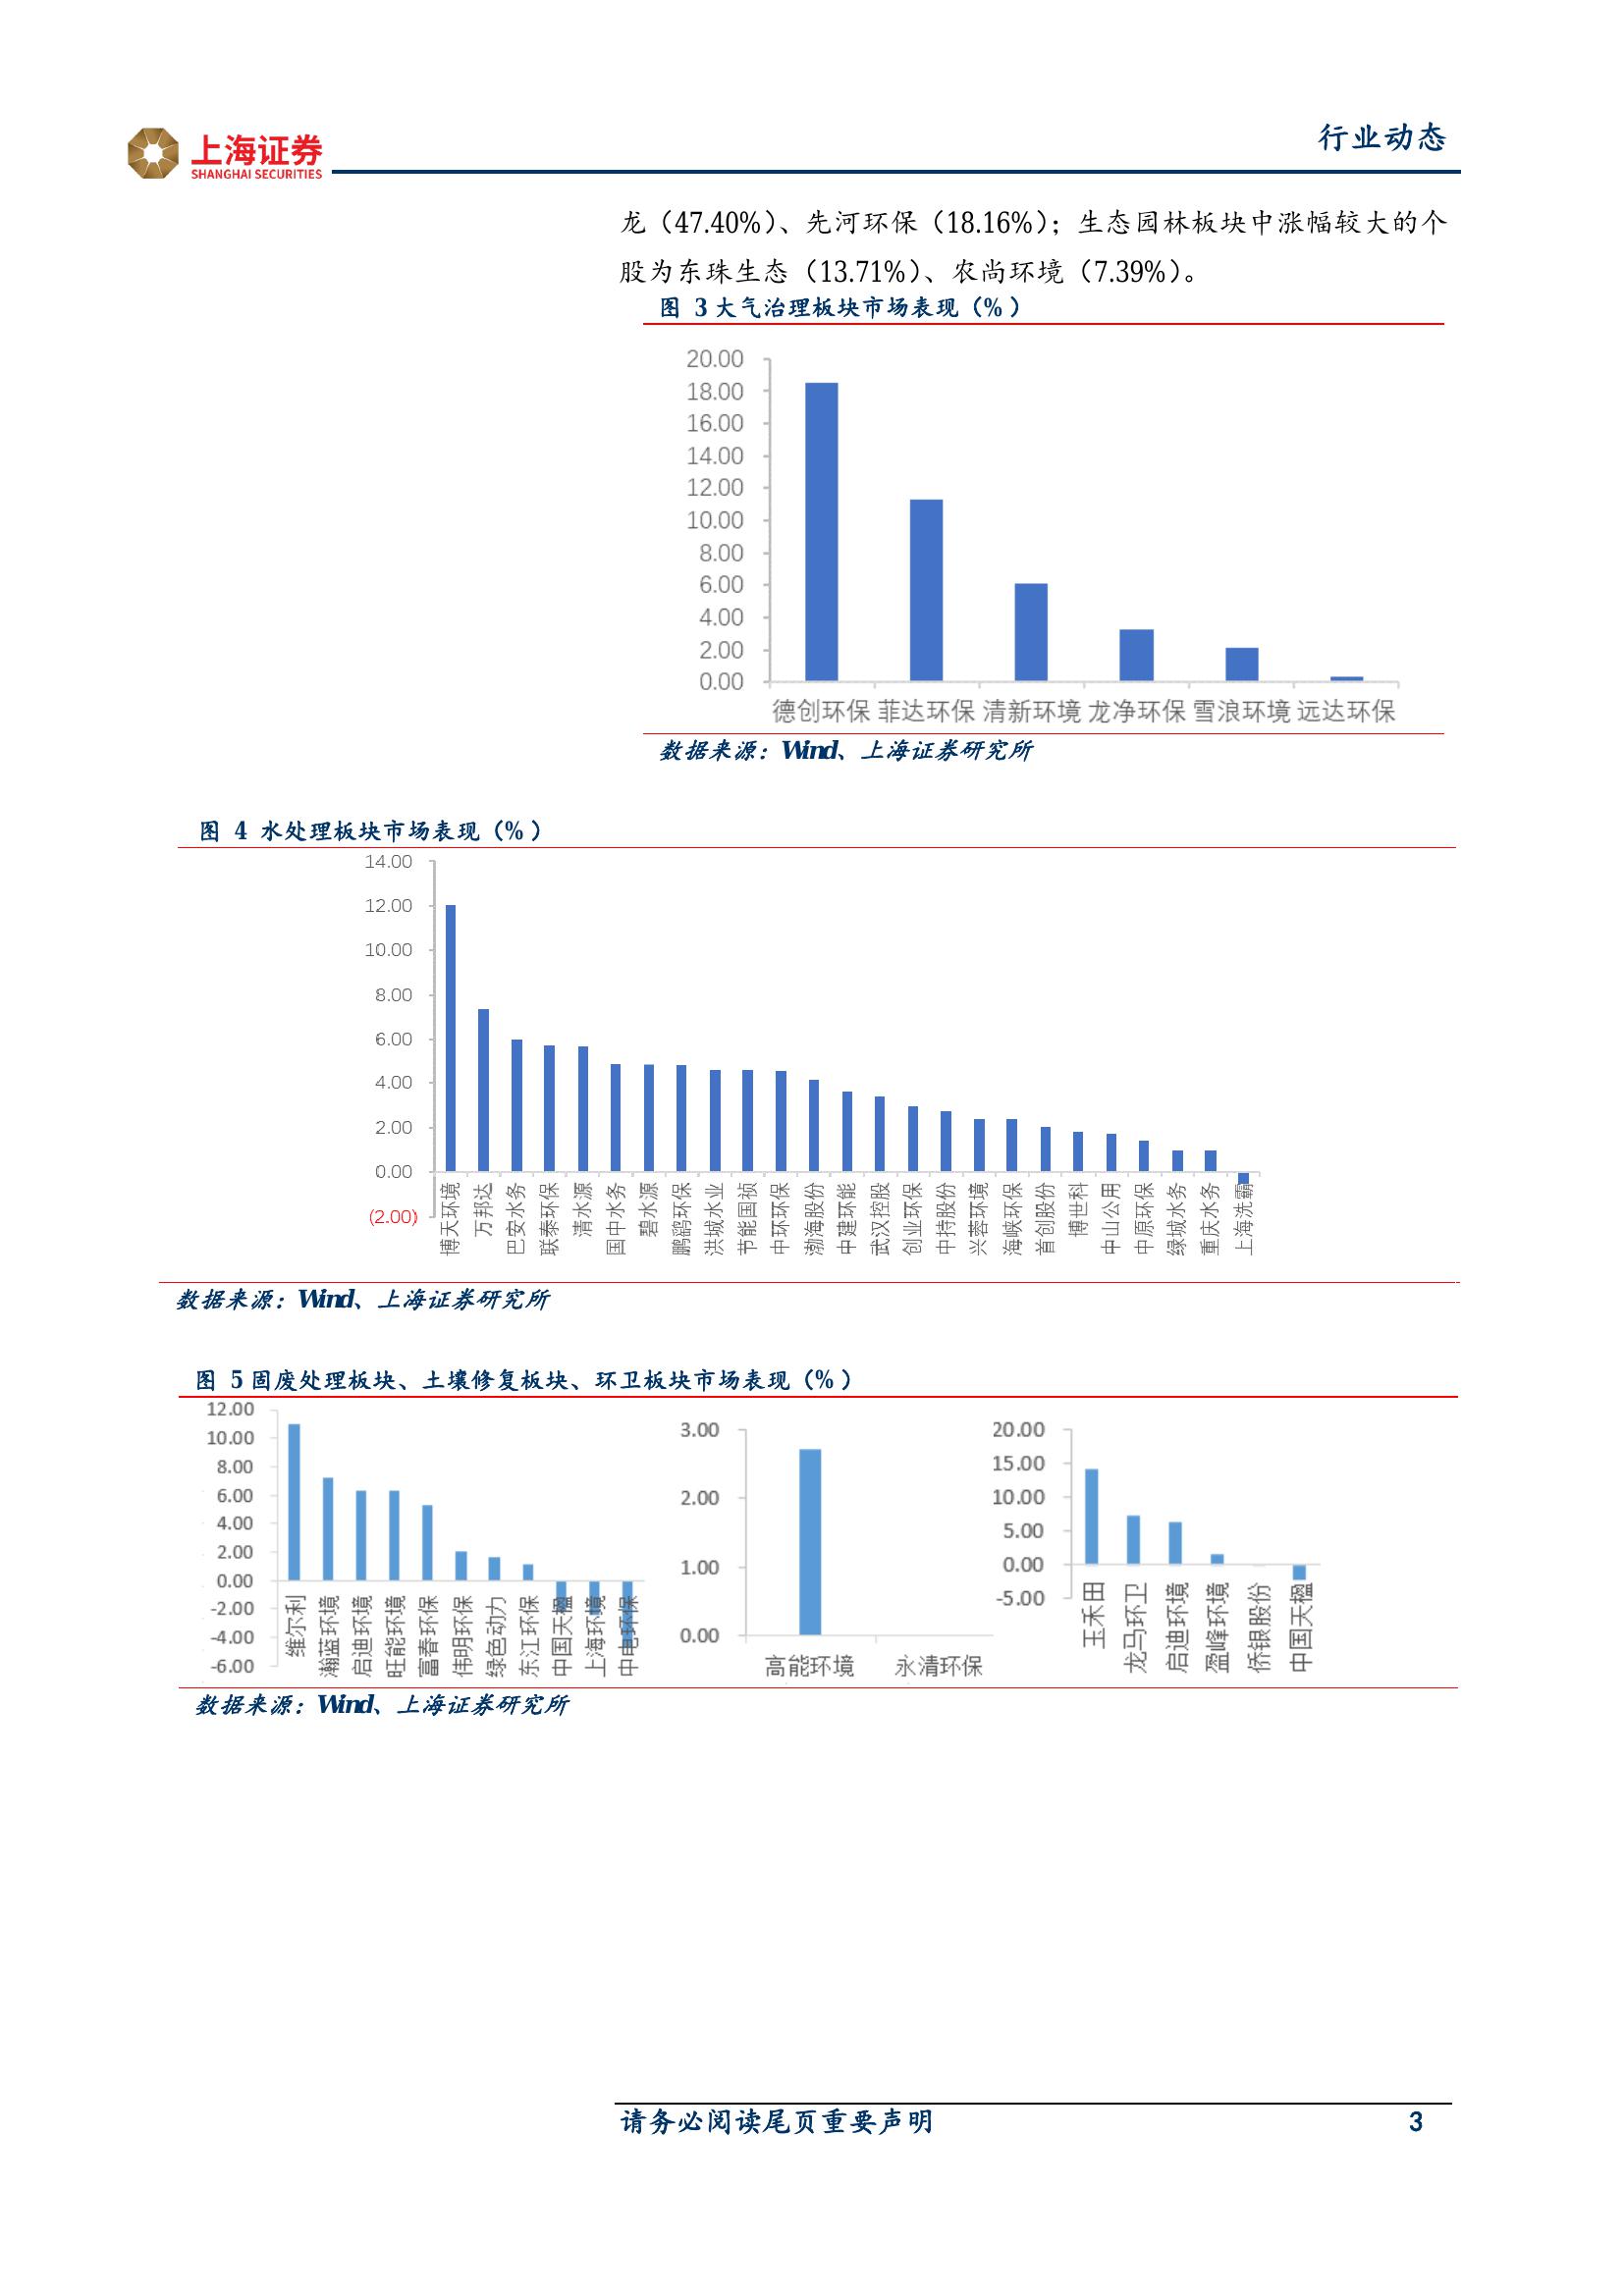 上海证券
SHANGHAI SECURITIES
行业动态
龙（47.40%）、先河环保（18.16%）；生态园林板块中涨幅较大的个
股为东珠生态（13.71%）、农尚环境（7.39%）。
图 3 大气治理板块市场表现（%）
20.00
18.00
16.00
14.00
12.00
10.00
8.00
6.00
4.00
2.00
0.00
德创环保 菲达环保 清新环境 龙净环保 雪浪环境 远达环保
数据来源：Wind、上海证券研究所
图 4 水处理板块市场表现（%）
14.00
12.00
10.00
8.00
6.00
4.00
2.00
0.00
(2.00)
博天环境
万邦达
巴安水务
联泰环保
清水源
国中水务
碧水源
鹏鹞环保
洪城水业
节能国祯
中环环保
渤海股份
中建环能
武汉控股
创业环保
中持股份
兴蓉环境
海峡环保
首创股份
博世科
中山公用
中原环保
绿城水务
重庆水务
上海洗霸
数据来源：Wind、上海证券研究所
图 5 固废处理板块、土壤修复板块、环卫板块市场表现（%）
12.00
10.00
8.00
6.00
4.00
2.00
0.00
-2.00
-4.00
-6.00
维尔利
瀚蓝环境
启迪环境
旺能环境
富春环保
伟明环保
绿色动力
东江环保
中国天楹
上海环境
中电环保
3.00
2.00
1.00
0.00
高能环境 永清环保
20.00
15.00
10.00
5.00
0.00
-5.00
玉禾田
龙马环卫
启迪环境
盈峰环境
侨银股份
中国天楹
数据来源：Wind、上海证券研究所
请务必阅读尾页重要声明 3